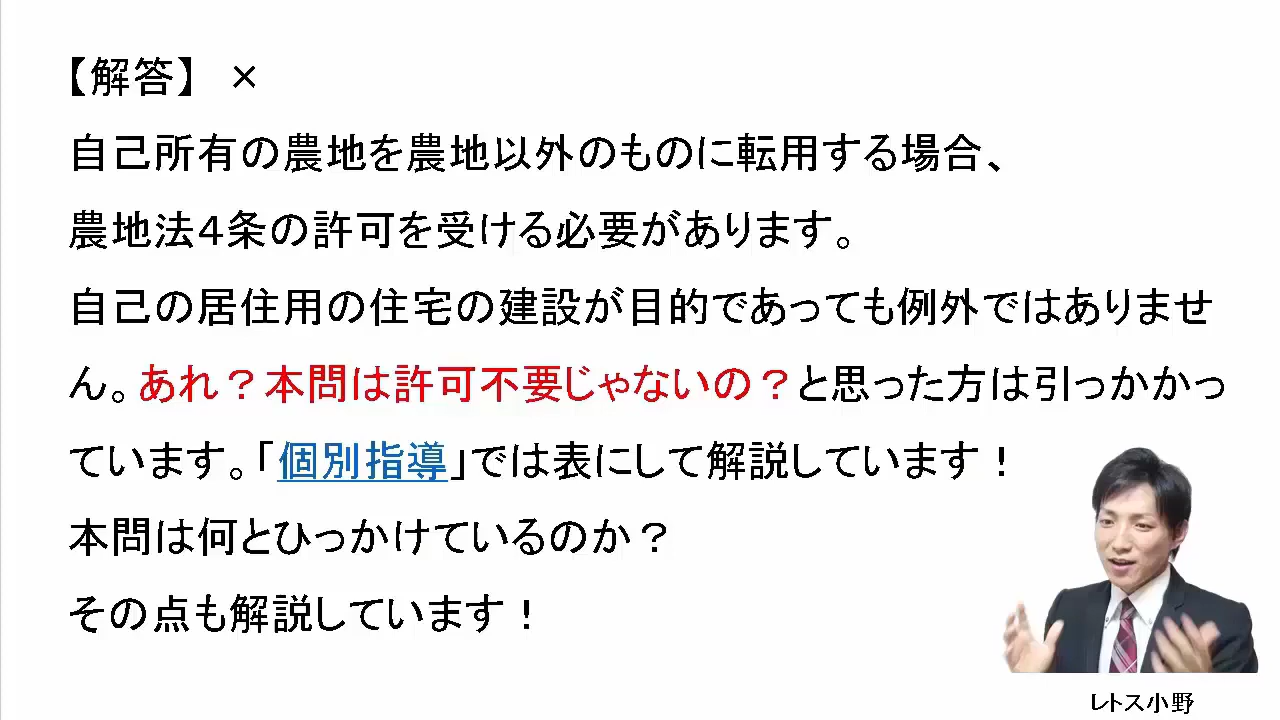 【解答】 ×
自己所有の農地を農地以外のものに転用する場合、
農地法４条の許可を受ける必要があります。
自己の居住用の住宅の建設が目的であっても例外ではありませ
ん。あれ？本問は許可不要じゃないの？と思った方は引っかかっ
ています。「個別指導」では表にして解説しています！
本問は何とひっかけているのか？
その点も解説しています！
レトス小野